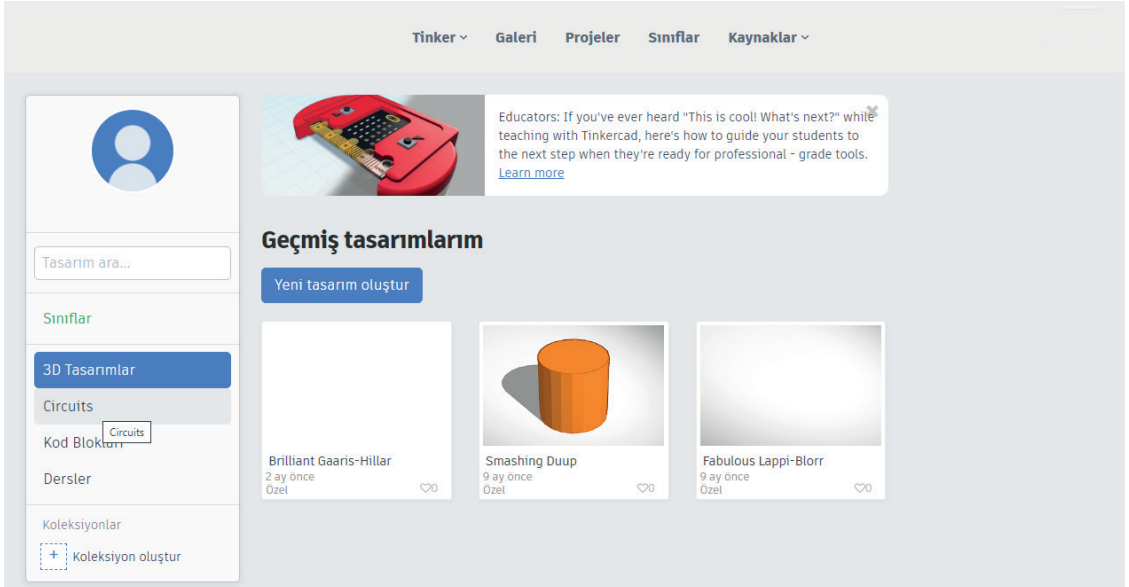 Tinker Galeri Projeler Sınıflar Kaynaklar
Educators: If you've ever heard "This is cool! What's next?" while
teaching with Tinkercad, here's how to guide your students to
the next step when they're ready for professional - grade tools.
Learn more
Tasarım ara...
Sınıflar
3D Tasarımlar
Circuits
Circuits
Kod Blokları
Dersler
Koleksiyonlar
+ Koleksiyon oluştur
Geçmiş tasarımlarım
Yeni tasarım oluştur
Brilliant Gaaris-Hillar
2 ay önce
Özel 0
Smashing Duup
9 ay önce
Özel 0
Fabulous Lappi-Blorr
9 ay önce
Özel 0